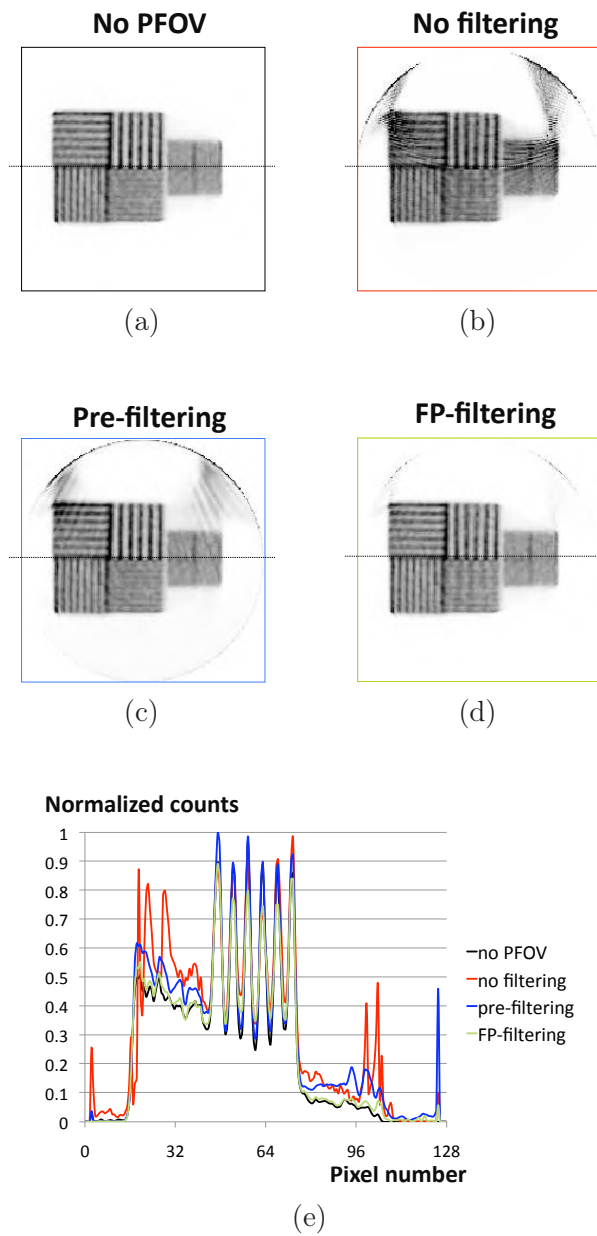 No PFOV
No filtering
(a)
(b)
Pre-filtering
FP-filtering
(c)
(d)
Normalized counts
1
0.9
0.8
0.7
0.6
0.5
0.4
0.3
0.2
0.1
0
no PFOV
no filtering
pre-filtering
FP-filtering
0
32
64
96
128
Pixel number
(e)